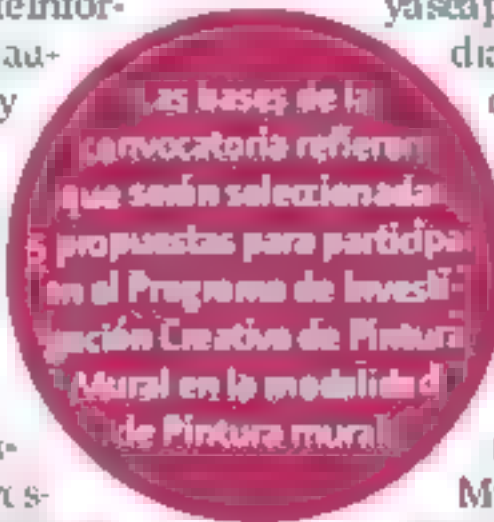 Las bases de la
convocatoria refieren
que serán seleccionadas
propuestas para participar
en el Programa de Investi-
gación Creativa de Pintura
Mural en la modalidad
de Pintura mural